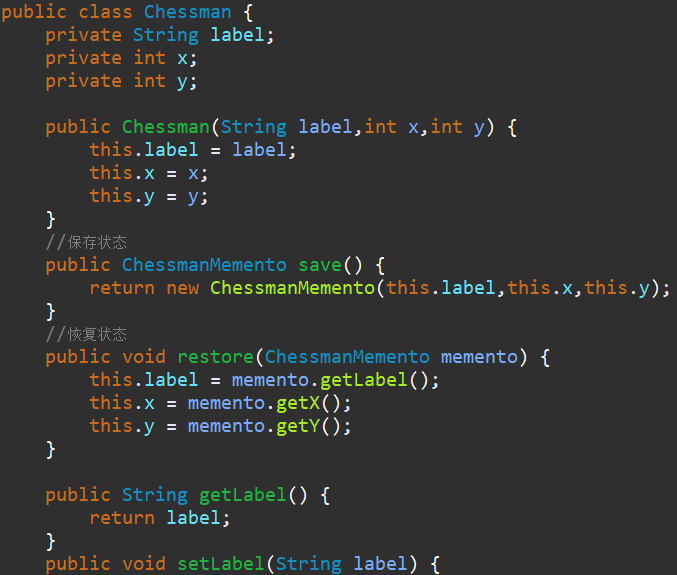 public class Chessman {
    private String label;
    private int x;
    private int y;

    public Chessman(String label,int x,int y) {
        this.label = label;
        this.x = x;
        this.y = y;
    }
    //保存状态
    public ChessmanMemento save() {
        return new ChessmanMemento(this.label,this.x,this.y);
    }
    //恢复状态
    public void restore(ChessmanMemento memento) {
        this.label = memento.getLabel();
        this.x = memento.getX();
        this.y = memento.getY();
    }

    public String getLabel() {
        return label;
    }
    public void setLabel(String label) {